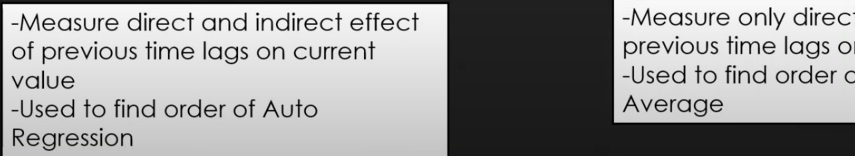 -Measure direct and indirect effect
of previous time lags on current
value
-Used to find order of Auto
Regression
-Measure only direct
previous time lags
-Used to find order
Average